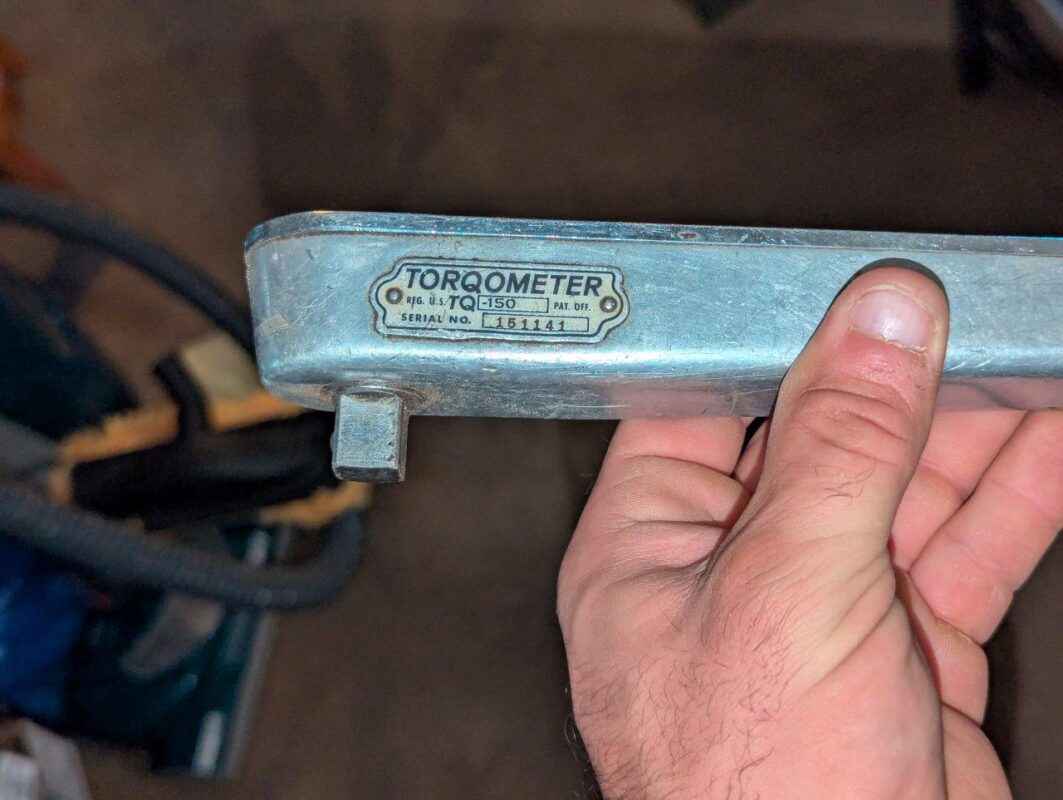 TORQOMETER
REG. U.S. TQ -150 PAT. OFF.
SERIAL NO. 151141